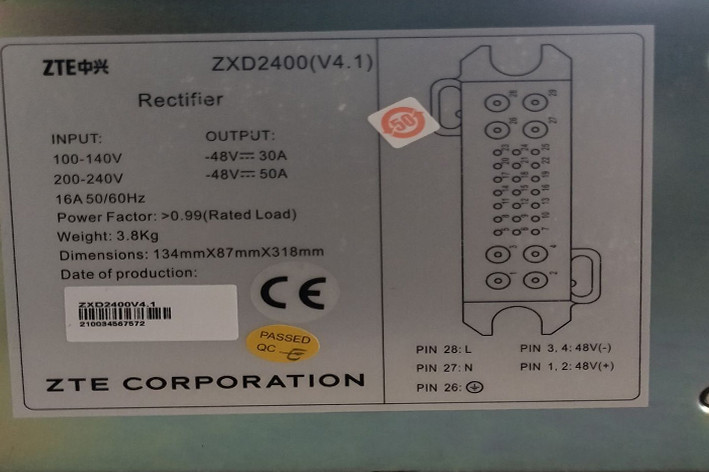 ZTE中兴 ZXD2400(V4.1)
Rectifier
INPUT: OUTPUT:
100-140V -48V⎓30A
200-240V -48V⎓50A
16A 50/60Hz
Power Factor: >0.99(Rated Load)
Weight: 3.8Kg
Dimensions: 134mmX87mmX318mm
Date of production:
ZXD2400V4.1
210034567572
CE
PASSED
QC
ZTE CORPORATION
50
PIN 28: L PIN 3, 4: 48V(-)
PIN 27: N PIN 1, 2: 48V(+)
PIN 26: ⏚